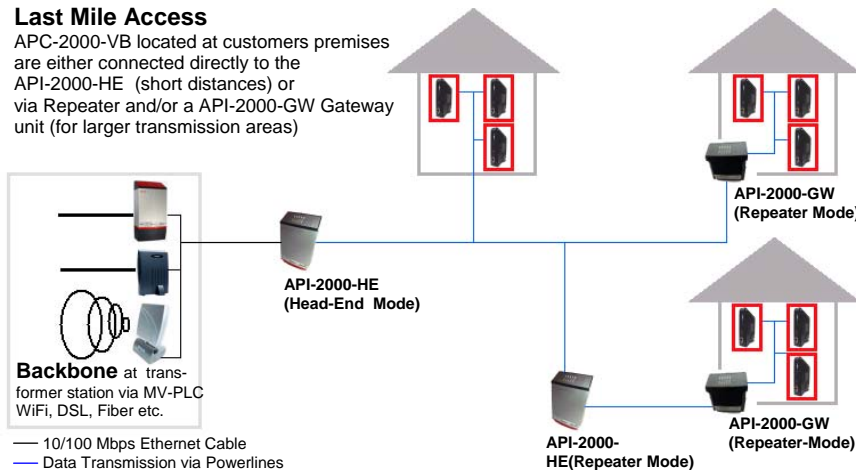 Last Mile Access
APC-2000-VB located at customers premises
are either connected directly to the
API-2000-HE (short distances) or
via Repeater and/or a API-2000-GW Gateway
unit (for larger transmission areas)
API-2000-GW
(Repeater Mode)
API-2000-HE
(Head-End Mode)
Backbone at trans-
former station via MV-PLC
WiFi, DSL, Fiber etc.
API-2000-
HE(Repeater Mode)
API-2000-GW
(Repeater-Mode)
10/100 Mbps Ethernet Cable
Data Transmission via Powerlines